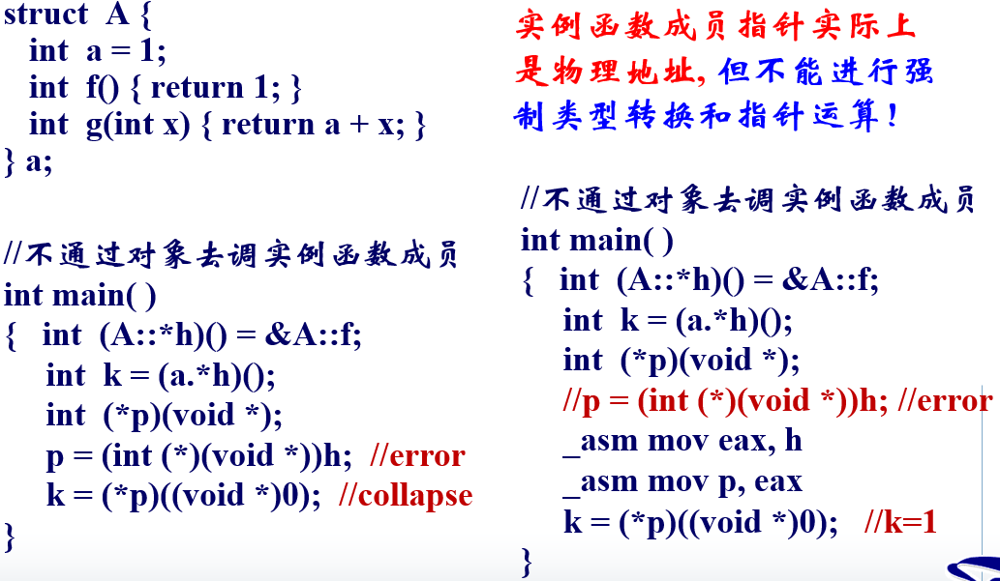 struct A {
int a = 1;
int f() { return 1; }
int g(int x) { return a + x; }
} a;
//不通过对象去调实例函数成员
int main( )
{ int (A::*h)() = &A::f;
int k = (a.*h)();
int (*p)(void *);
p = (int (*)(void *))h; //error
k = (*p)((void *)0); //collapse
}
实例函数成员指针实际上
是物理地址, 但不能进行强
制类型转换和指针运算!
//不通过对象去调实例函数成员
int main( )
{ int (A::*h)() = &A::f;
int k = (a.*h)();
int (*p)(void *);
//p = (int (*)(void *))h; //error
_asm mov eax, h
_asm mov p, eax
k = (*p)((void *)0); //k=1
}